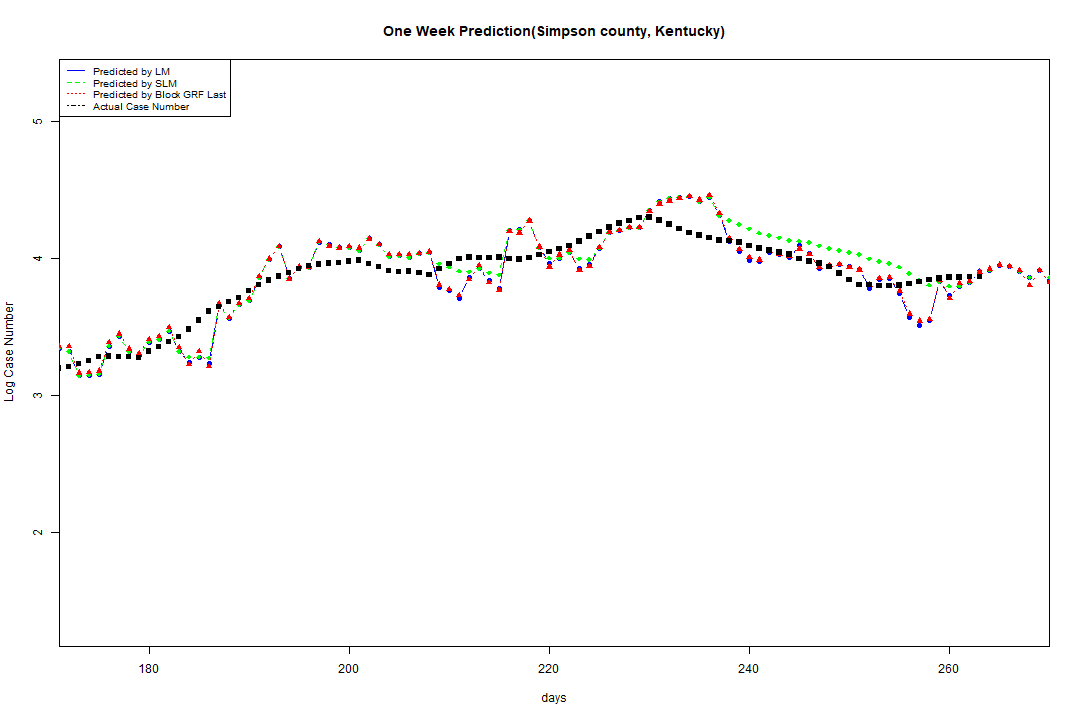 One Week Prediction(Simpson county, Kentucky)
Predicted by LM
Predicted by SLM
Predicted by Block GRF Last
Actual Case Number
5
4
3
2
Log Case Number
180 200 220 240 260
days